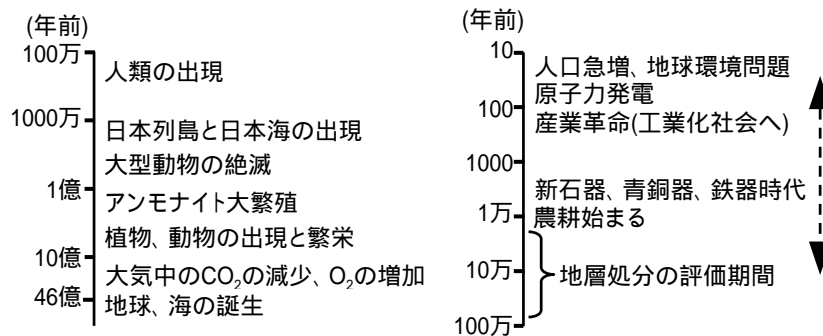 (年前)
100万
人類の出現
1000万
日本列島と日本海の出現
大型動物の絶滅
1億
アンモナイト大繁殖
植物、動物の出現と繁栄
10億
大気中のCO₂の減少、O₂の増加
46億
地球、海の誕生
(年前)
10
人口急増、地球環境問題
原子力発電
100
産業革命(工業化社会へ)
1000
新石器、青銅器、鉄器時代
1万
農耕始まる
10万
地層処分の評価期間
100万